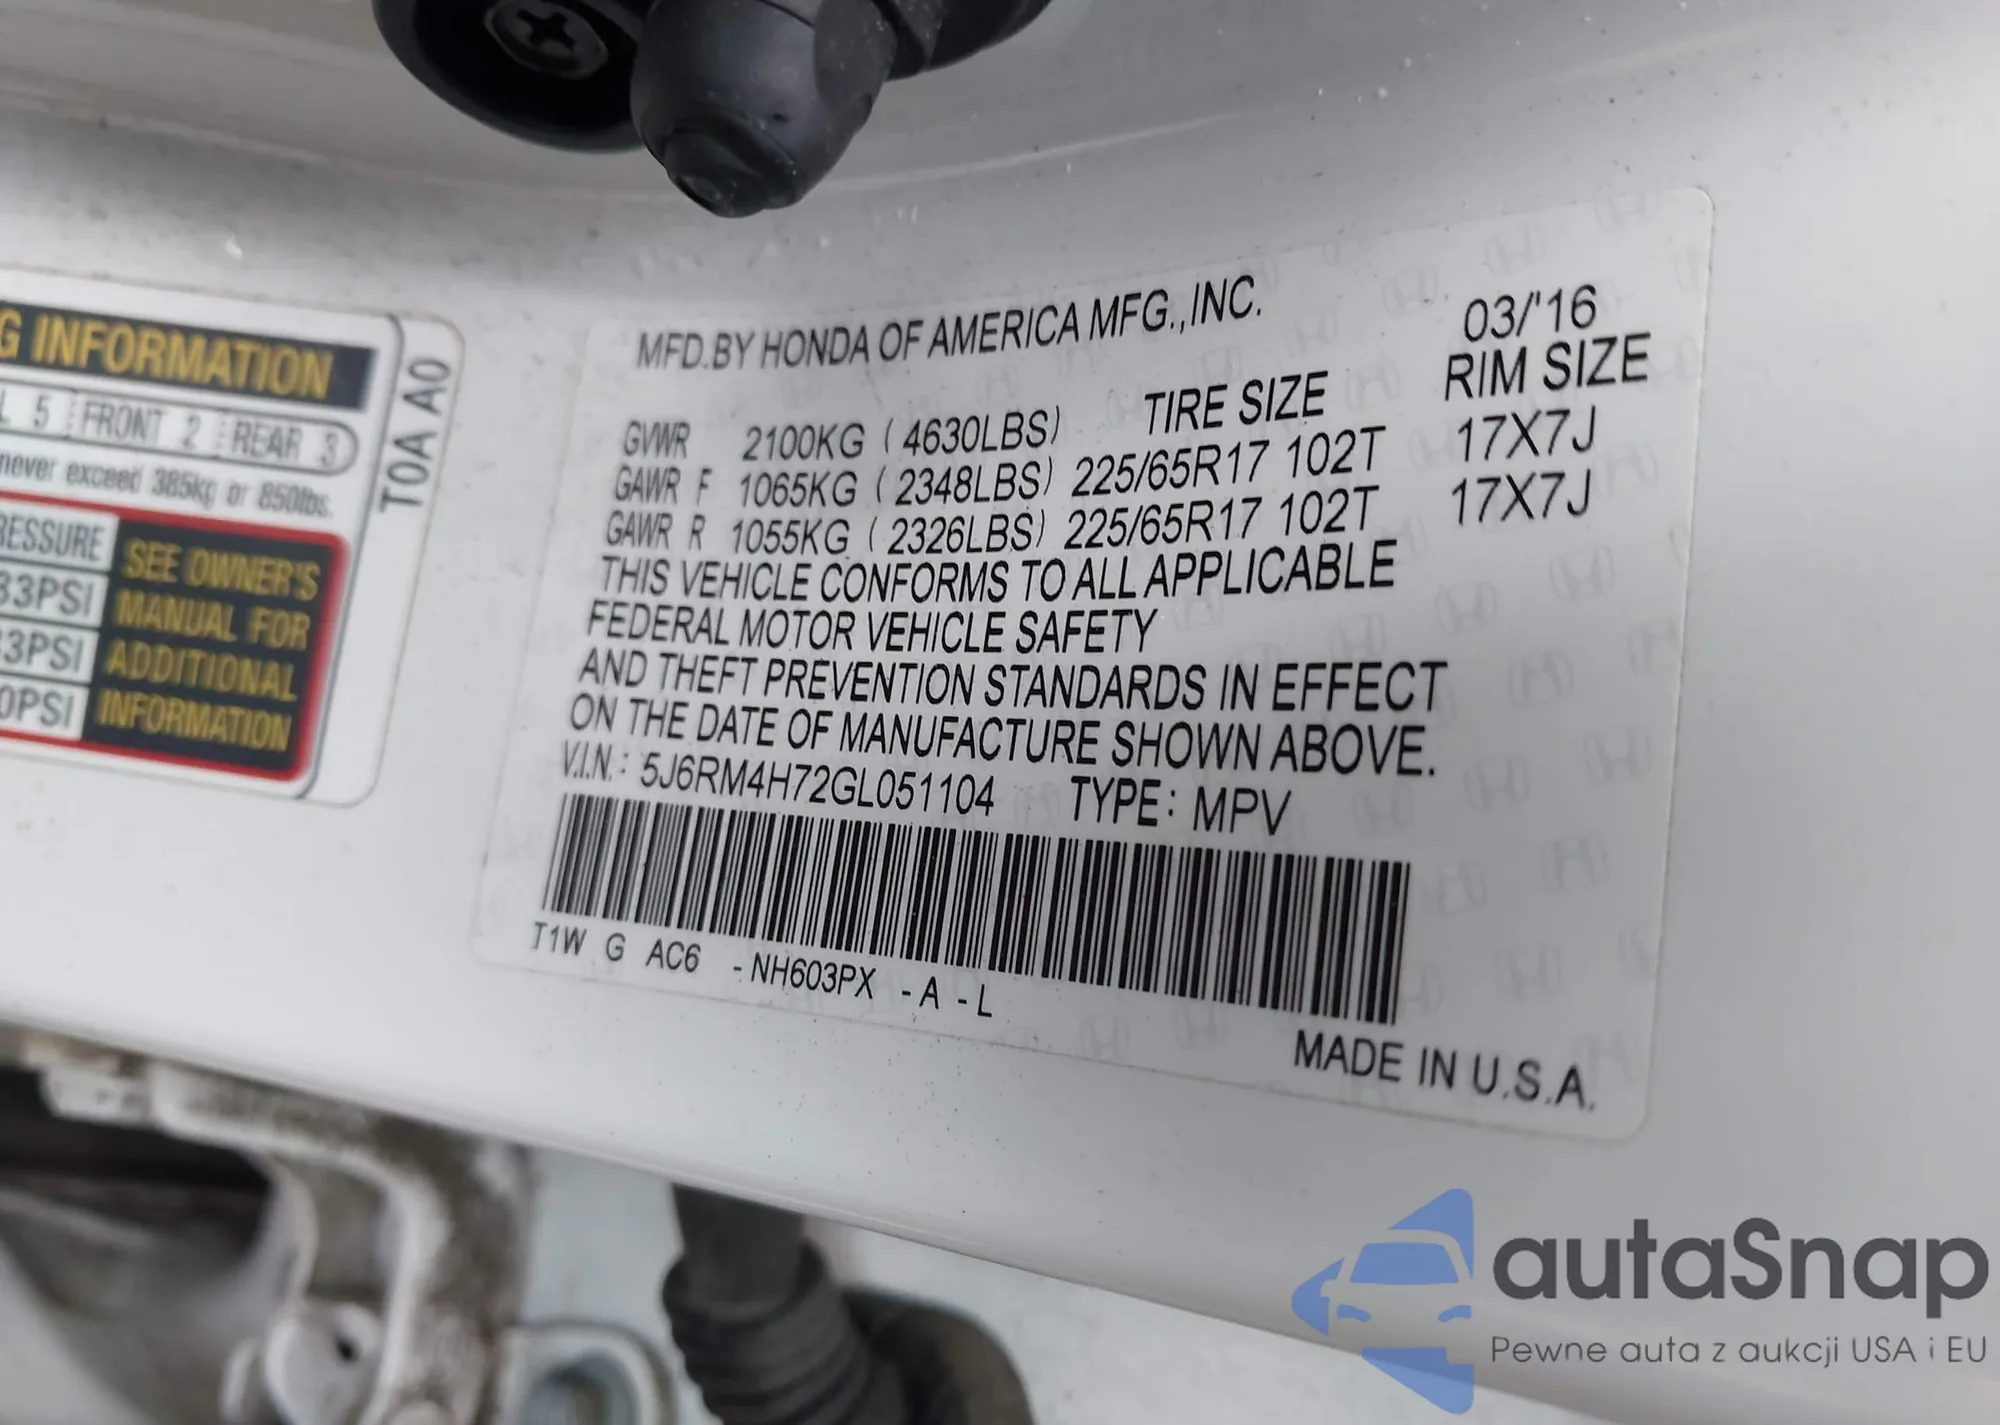 G INFORMATION
L 5 FRONT 2 REAR 3
never exceed 385kg or 850lbs.
RESSURE
33PSI
3PSI
0PSI
SEE OWNER'S
MANUAL FOR
ADDITIONAL
INFORMATION
T0A A0
MFD.BY HONDA OF AMERICA MFG.,INC. 03/'16
TIRE SIZE RIM SIZE
GVWR 2100KG (4630LBS)
GAWR F 1065KG (2348LBS) 225/65R17 102T 17X7J
GAWR R 1055KG (2326LBS) 225/65R17 102T 17X7J
THIS VEHICLE CONFORMS TO ALL APPLICABLE
FEDERAL MOTOR VEHICLE SAFETY
AND THEFT PREVENTION STANDARDS IN EFFECT
ON THE DATE OF MANUFACTURE SHOWN ABOVE.
V.I.N.: 5J6RM4H72GL051104 TYPE: MPV
T1W G AC6 -NH603PX -A -L
MADE IN U.S.A.
autaSnap
Pewne auta z aukcji USA i EU